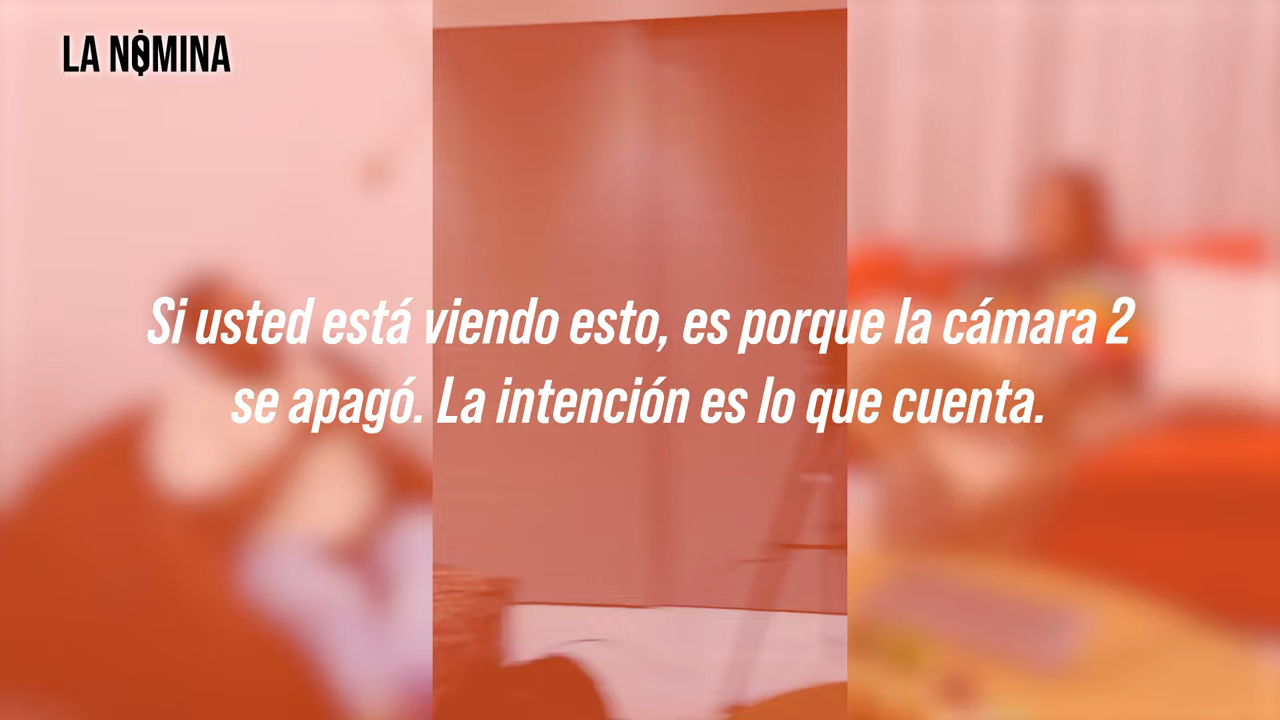 LA NÓMINA
Si usted está viendo esto, es porque la cámara 2
se apagó. La intención es lo que cuenta.